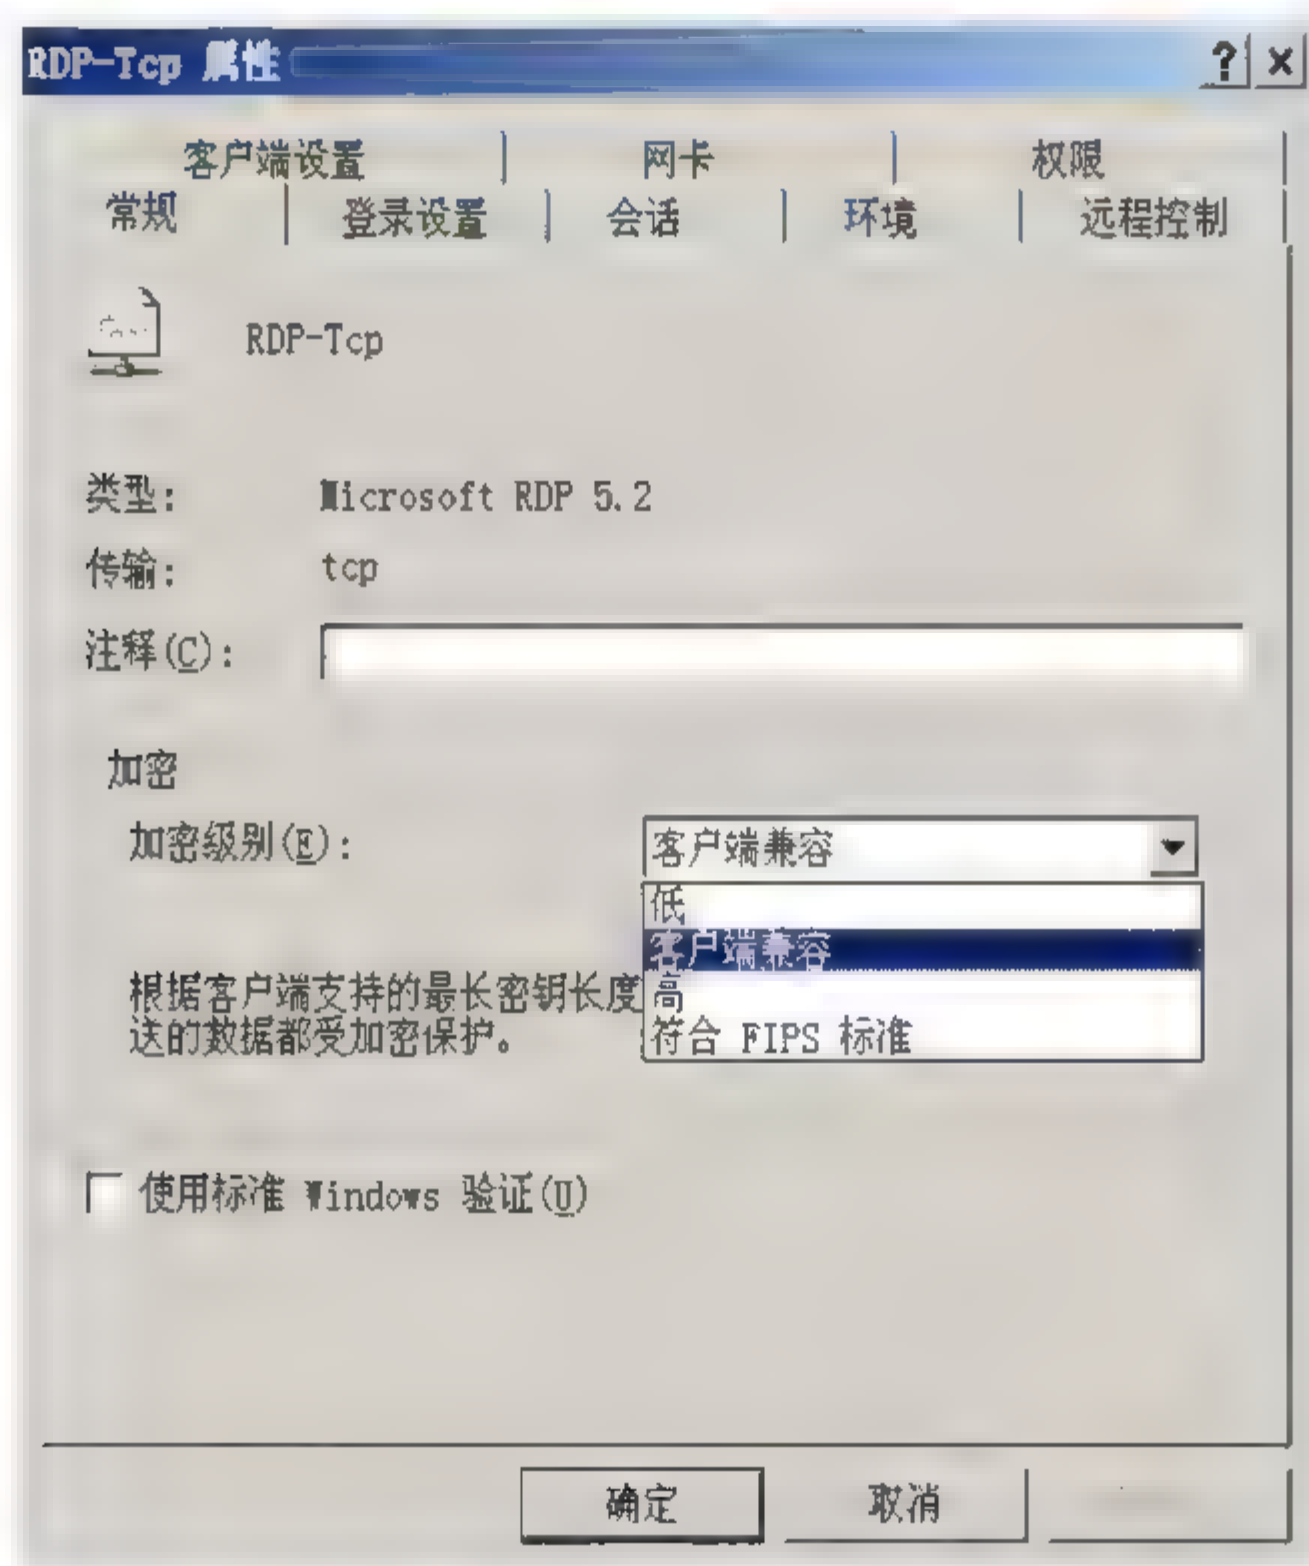 RDP-Tcp 属性
客户端设置 网卡 权限
常规 登录设置 会话 环境 远程控制
RDP-Tcp
类型: Microsoft RDP 5.2
传输: tcp
注释(C):
加密
加密级别(E): 客户端兼容
低
客户端兼容
根据客户端支持的最长密钥长度 高
送的数据都受加密保护。 符合 FIPS 标准
使用标准 Windows 验证(U)
确定 取消